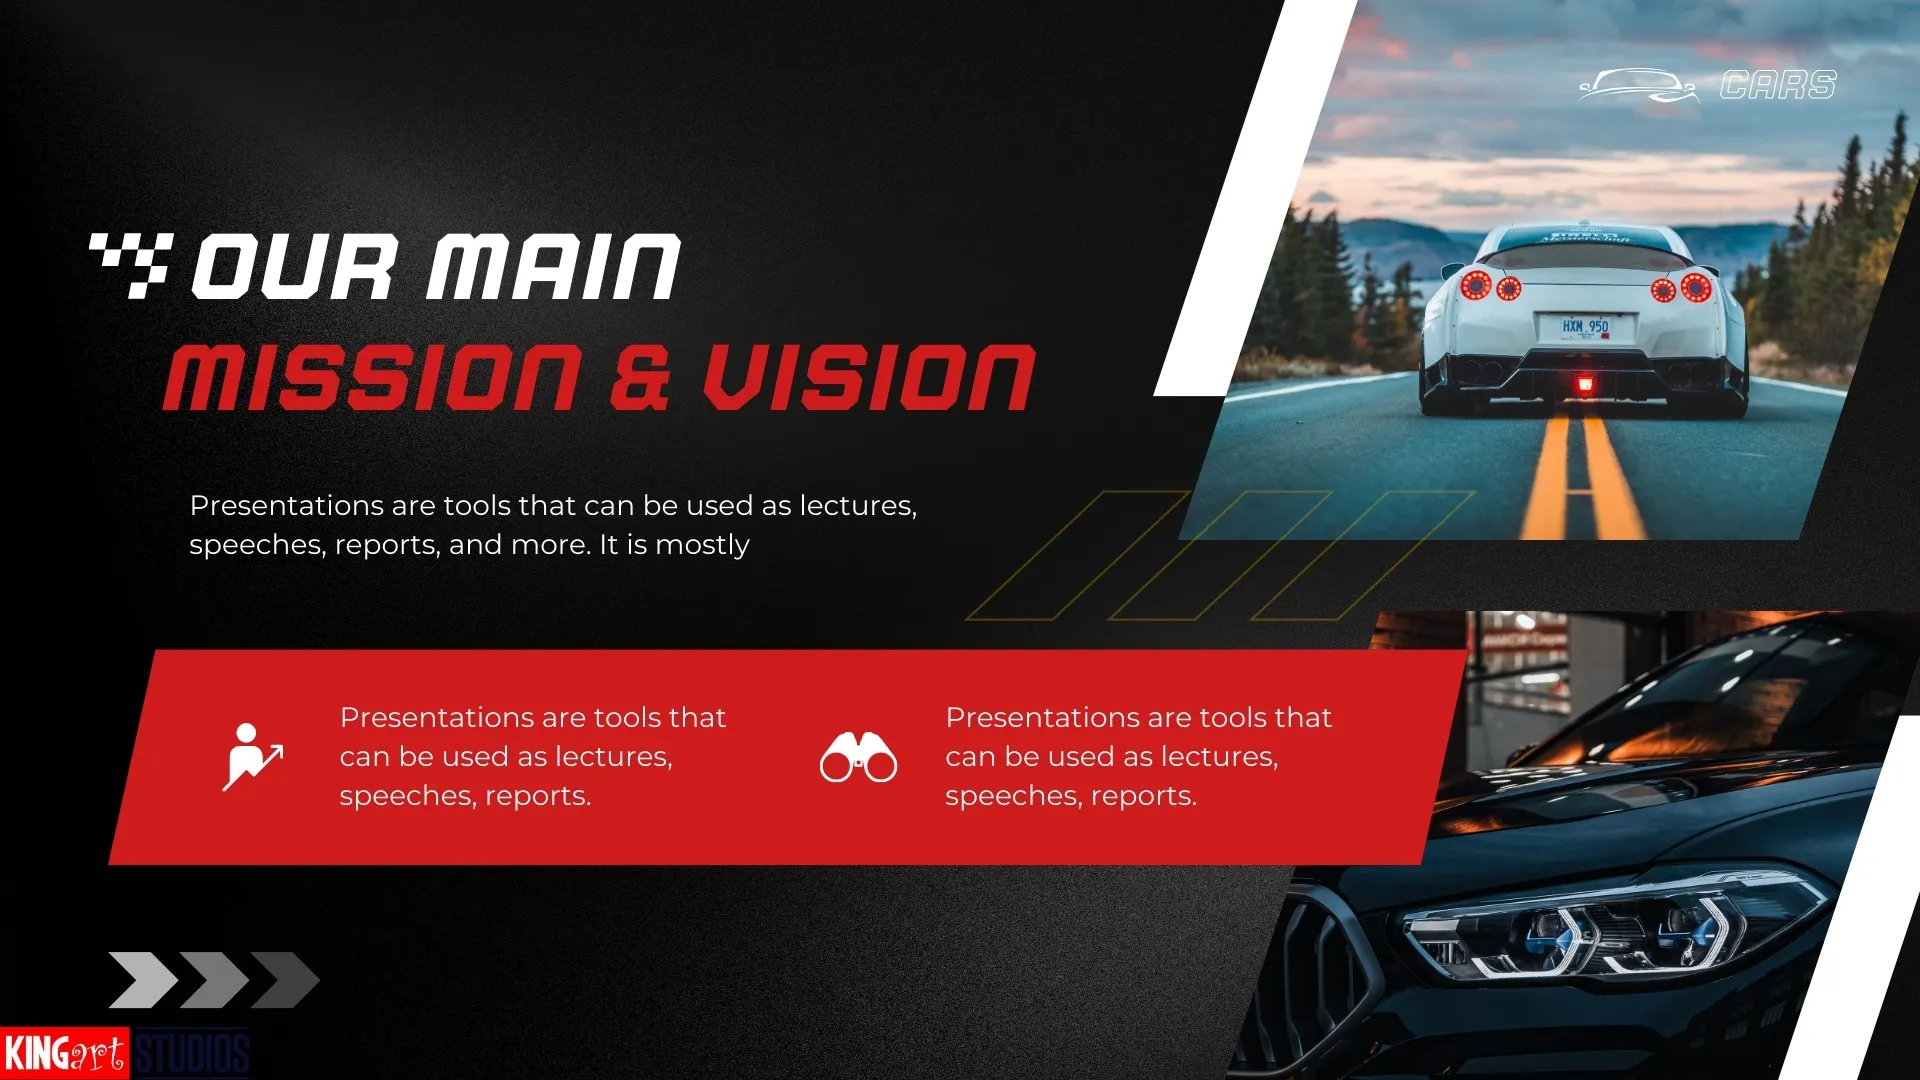 CARS
OUR MAIN
MISSION & VISION
Presentations are tools that can be used as lectures,
speeches, reports, and more. It is mostly
Presentations are tools that
can be used as lectures,
speeches, reports.
Presentations are tools that
can be used as lectures,
speeches, reports.
HXM 950
KINGart STUDIOS